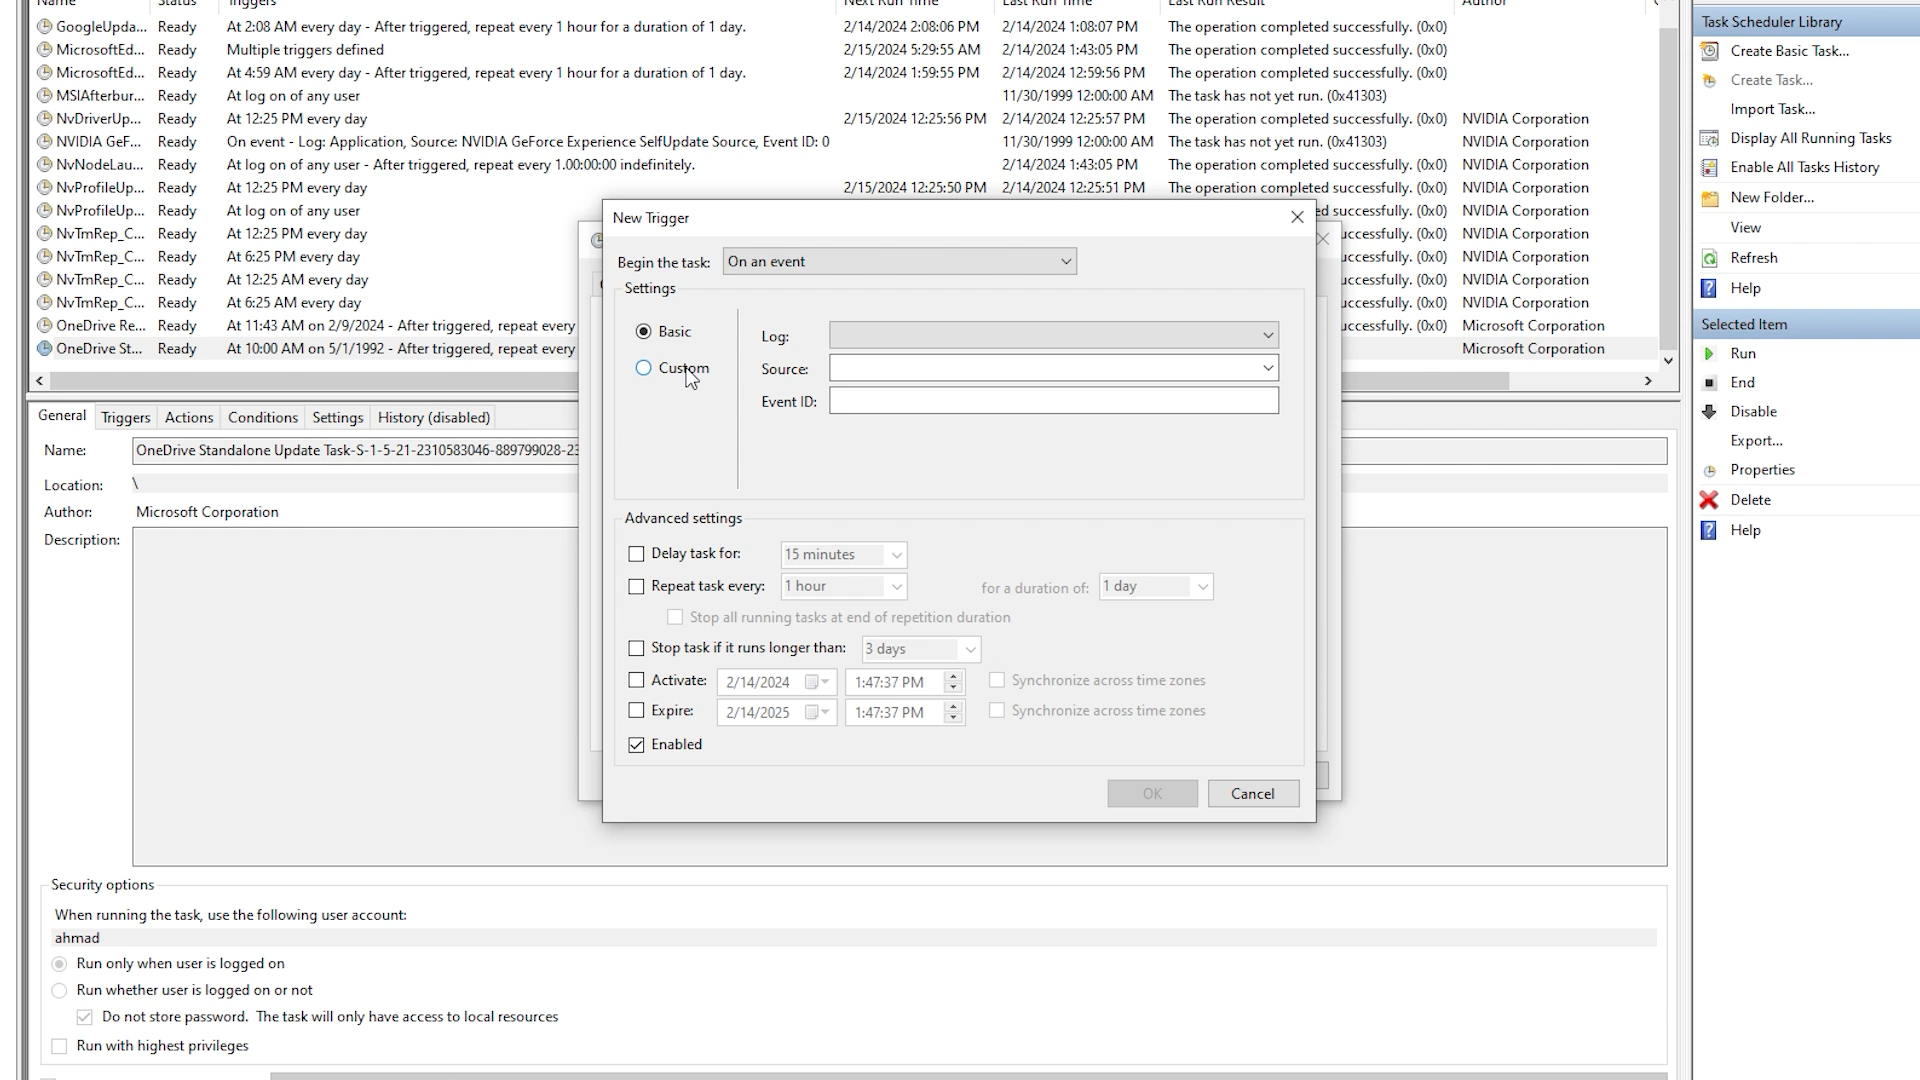 Name Status Triggers Next Run Time Last Run Time Last Run Result Author
GoogleUpda... Ready At 2:08 AM every day - After triggered, repeat every 1 hour for a duration of 1 day. 2/14/2024 2:08:06 PM 2/14/2024 1:08:07 PM The operation completed successfully. (0x0)
MicrosoftEd... Ready Multiple triggers defined 2/15/2024 5:29:55 AM 2/14/2024 1:43:05 PM The operation completed successfully. (0x0)
MicrosoftEd... Ready At 4:59 AM every day - After triggered, repeat every 1 hour for a duration of 1 day. 2/14/2024 1:59:55 PM 2/14/2024 12:59:56 PM The operation completed successfully. (0x0)
MSIAfterbur... Ready At log on of any user 11/30/1999 12:00:00 AM The task has not yet run. (0x41303)
NvDriverUp... Ready At 12:25 PM every day 2/15/2024 12:25:56 PM 2/14/2024 12:25:57 PM The operation completed successfully. (0x0) NVIDIA Corporation
NVIDIA GeF... Ready On event - Log: Application, Source: NVIDIA GeForce Experience SelfUpdate Source, Event ID: 0 11/30/1999 12:00:00 AM The task has not yet run. (0x41303) NVIDIA Corporation
NvNodeLau... Ready At log on of any user - After triggered, repeat every 1.00:00:00 indefinitely. 2/14/2024 1:43:05 PM The operation completed successfully. (0x0) NVIDIA Corporation
NvProfileUp... Ready At 12:25 PM every day 2/15/2024 12:25:50 PM 2/14/2024 12:25:51 PM The operation completed successfully. (0x0) NVIDIA Corporation
NvProfileUp... Ready At log on of any user ed successfully. (0x0) NVIDIA Corporation
NvTmRep_C... Ready At 12:25 PM every day uccessfully. (0x0) NVIDIA Corporation
NvTmRep_C... Ready At 6:25 PM every day uccessfully. (0x0) NVIDIA Corporation
NvTmRep_C... Ready At 12:25 AM every day uccessfully. (0x0) NVIDIA Corporation
NvTmRep_C... Ready At 6:25 AM every day uccessfully. (0x0) NVIDIA Corporation
OneDrive Re... Ready At 11:43 AM on 2/9/2024 - After triggered, repeat every uccessfully. (0x0) Microsoft Corporation
OneDrive St... Ready At 10:00 AM on 5/1/1992 - After triggered, repeat every Microsoft Corporation
General Triggers Actions Conditions Settings History (disabled)
Name: OneDrive Standalone Update Task-S-1-5-21-2310583046-889799028-23
Location: \
Author: Microsoft Corporation
Description:
Security options
When running the task, use the following user account:
ahmad
Run only when user is logged on
Run whether user is logged on or not
Do not store password. The task will only have access to local resources
Run with highest privileges
New Trigger
Begin the task: On an event
Settings
Basic
Custom
Log:
Source:
Event ID:
Advanced settings
Delay task for: 15 minutes
Repeat task every: 1 hour for a duration of: 1 day
Stop all running tasks at end of repetition duration
Stop task if it runs longer than: 3 days
Activate: 2/14/2024 1:47:37 PM Synchronize across time zones
Expire: 2/14/2025 1:47:37 PM Synchronize across time zones
Enabled
OK Cancel
Task Scheduler Library
Create Basic Task...
Create Task...
Import Task...
Display All Running Tasks
Enable All Tasks History
New Folder...
View
Refresh
Help
Selected Item
Run
End
Disable
Export...
Properties
Delete
Help